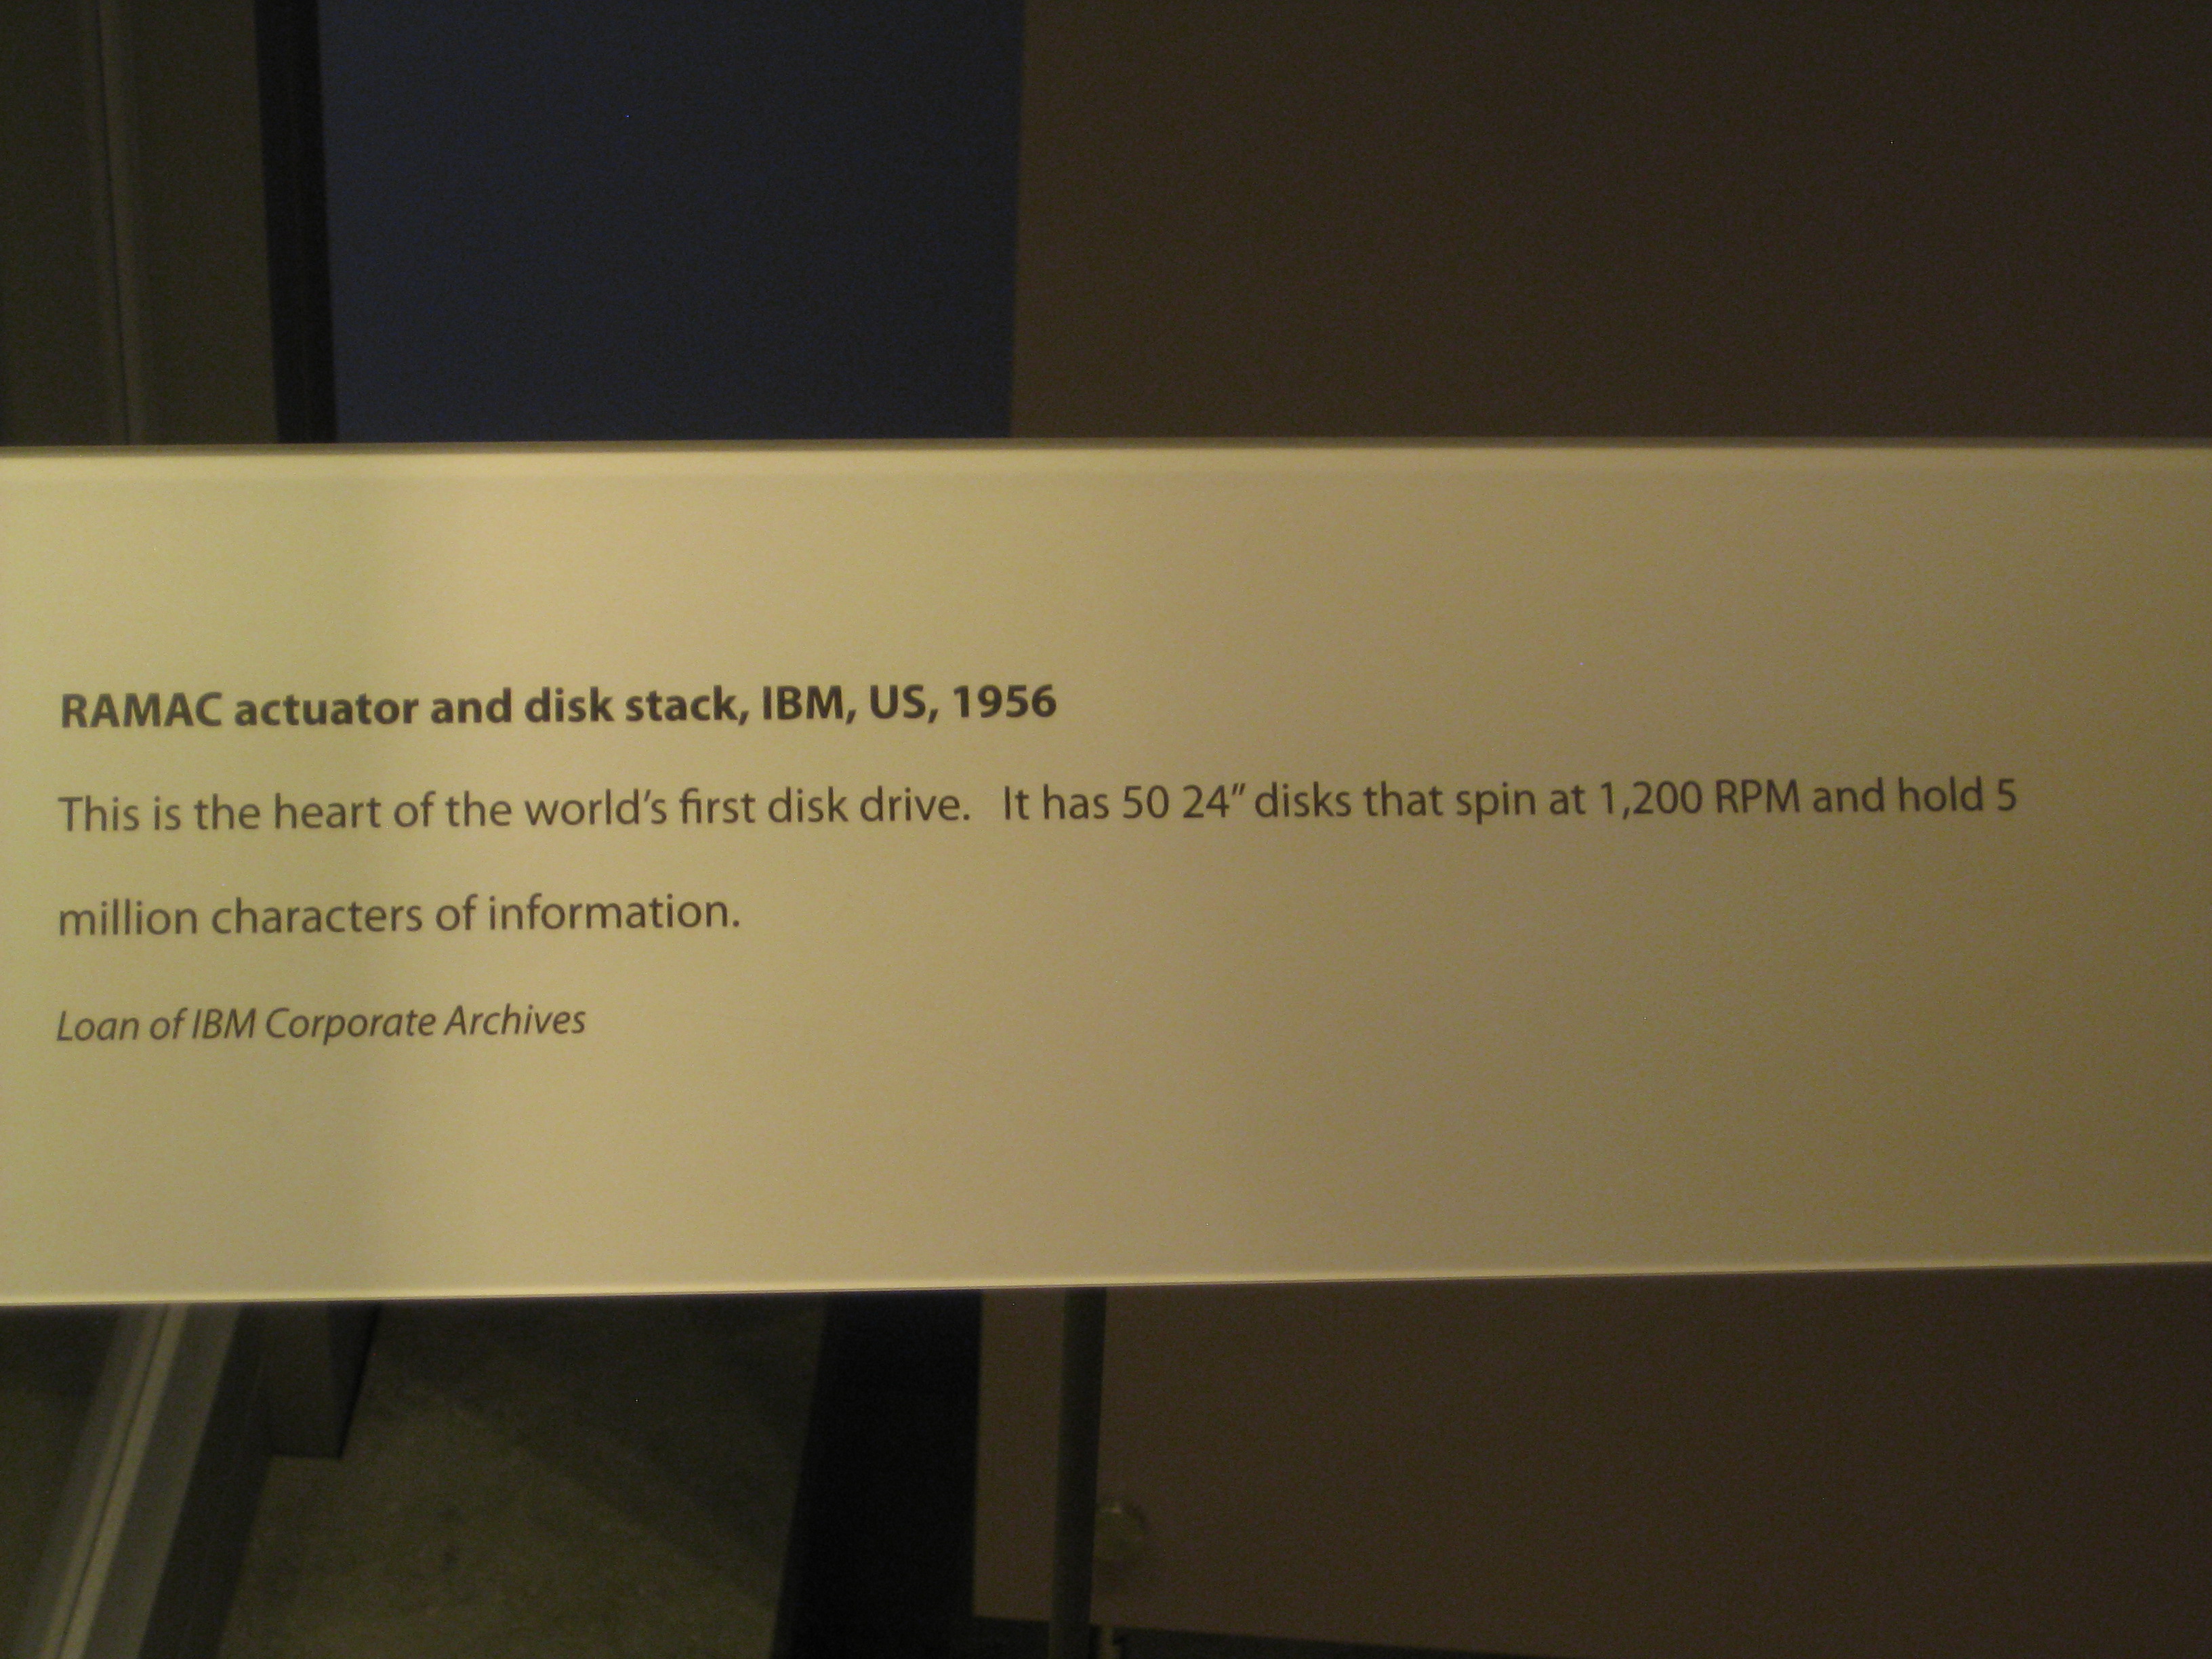 RAMAC actuator and disk stack, IBM, US, 1956
This is the heart of the world's first disk drive.   It has 50 24" disks that spin at 1,200 RPM and hold 5
million characters of information.
Loan of IBM Corporate Archives